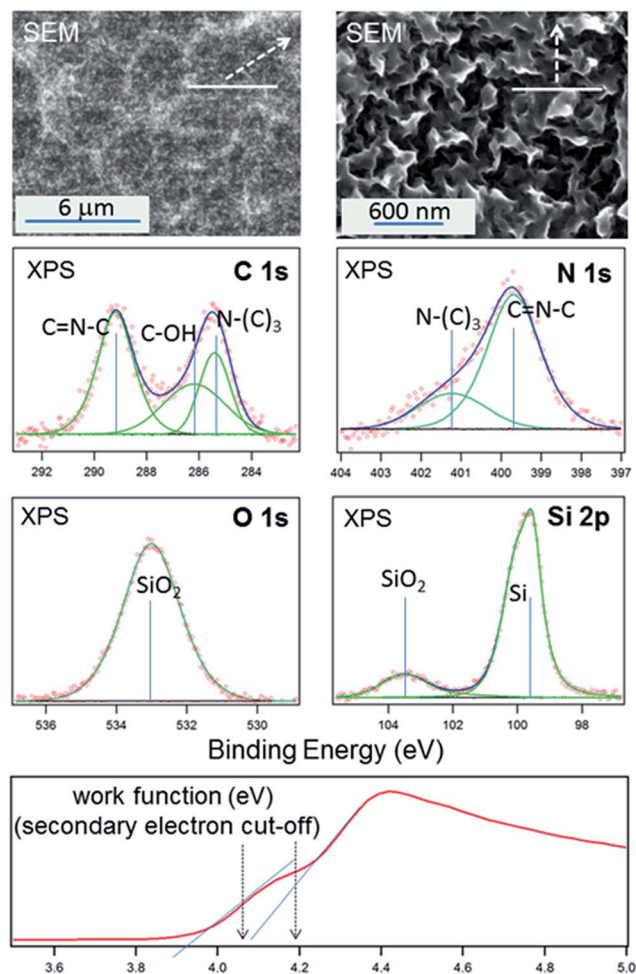 SEM
6 μm
SEM
600 nm
XPS
C 1s
C=N-C
C-OH
N-(C)3
292 290 288 286 284
XPS
N 1s
N-(C)3
C=N-C
404 403 402 401 400 399 398 397
XPS
O 1s
SiO2
536 534 532 530
XPS
Si 2p
SiO2
Si
104 102 100 98
Binding Energy (eV)
work function (eV)
(secondary electron cut-off)
3.6 3.8 4.0 4.2 4.4 4.6 4.8 5.0